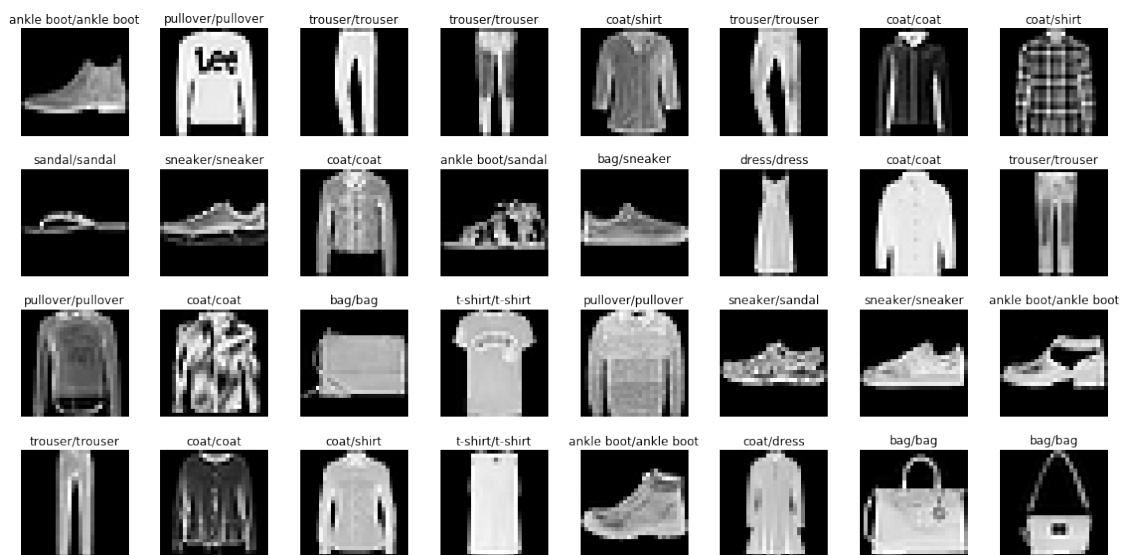 ankle boot/ankle boot pullover/pullover trouser/trouser trouser/trouser coat/shirt trouser/trouser coat/coat coat/shirt
Lee
sandal/sandal sneaker/sneaker coat/coat ankle boot/sandal bag/sneaker dress/dress coat/coat trouser/trouser
pullover/pullover coat/coat bag/bag t-shirt/t-shirt pullover/pullover sneaker/sandal sneaker/sneaker ankle boot/ankle boot
trouser/trouser coat/coat coat/shirt t-shirt/t-shirt ankle boot/ankle boot coat/dress bag/bag bag/bag